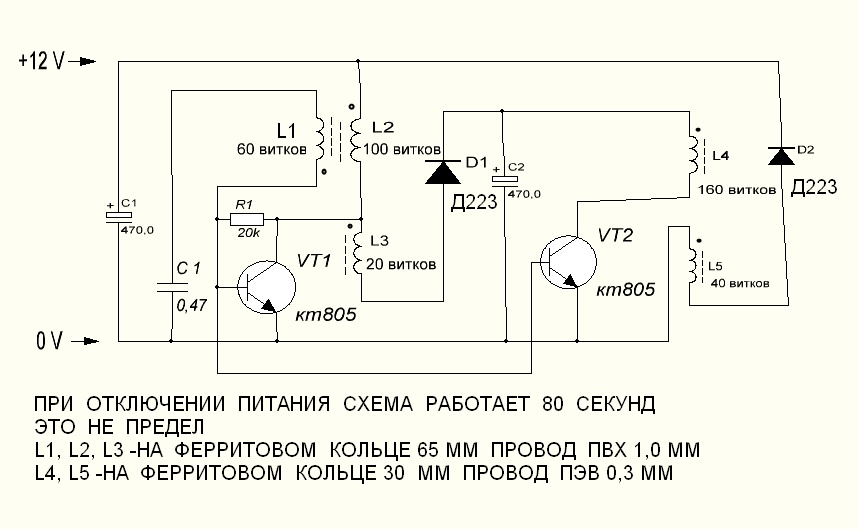 +12 V
C1
470,0
L1
60 витков
L2
100 витков
R1
20k
L3
20 витков
VT1
кт805
C 1
0,47
D1
Д223
C2
470,0
L4
160 витков
D2
Д223
VT2
кт805
L5
40 витков
0 V
ПРИ ОТКЛЮЧЕНИИ ПИТАНИЯ СХЕМА РАБОТАЕТ 80 СЕКУНД
ЭТО НЕ ПРЕДЕЛ
L1, L2, L3 -НА ФЕРРИТОВОМ КОЛЬЦЕ 65 ММ ПРОВОД ПВХ 1,0 ММ
L4, L5 -НА ФЕРРИТОВОМ КОЛЬЦЕ 30 ММ ПРОВОД ПЭВ 0,3 ММ